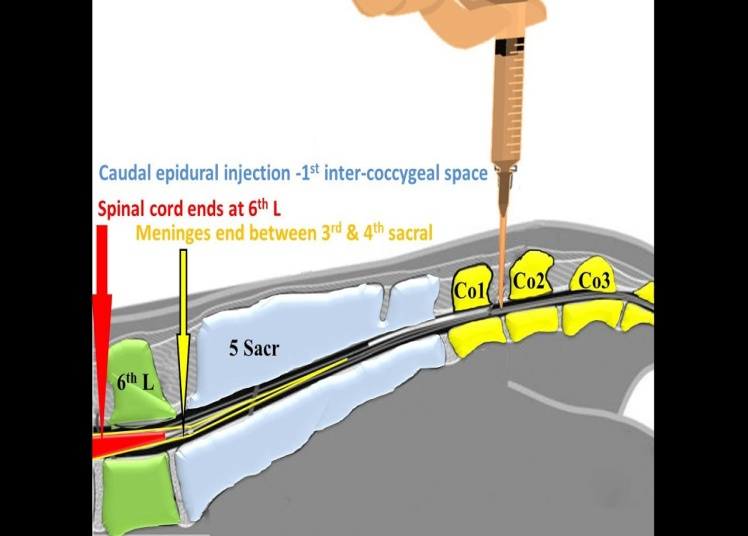 Caudal epidural injection -1st inter-coccygeal space
Spinal cord ends at 6th L
Meninges end between 3rd & 4th sacral
Co1 Co2 Co3
5 Sacr
6th L